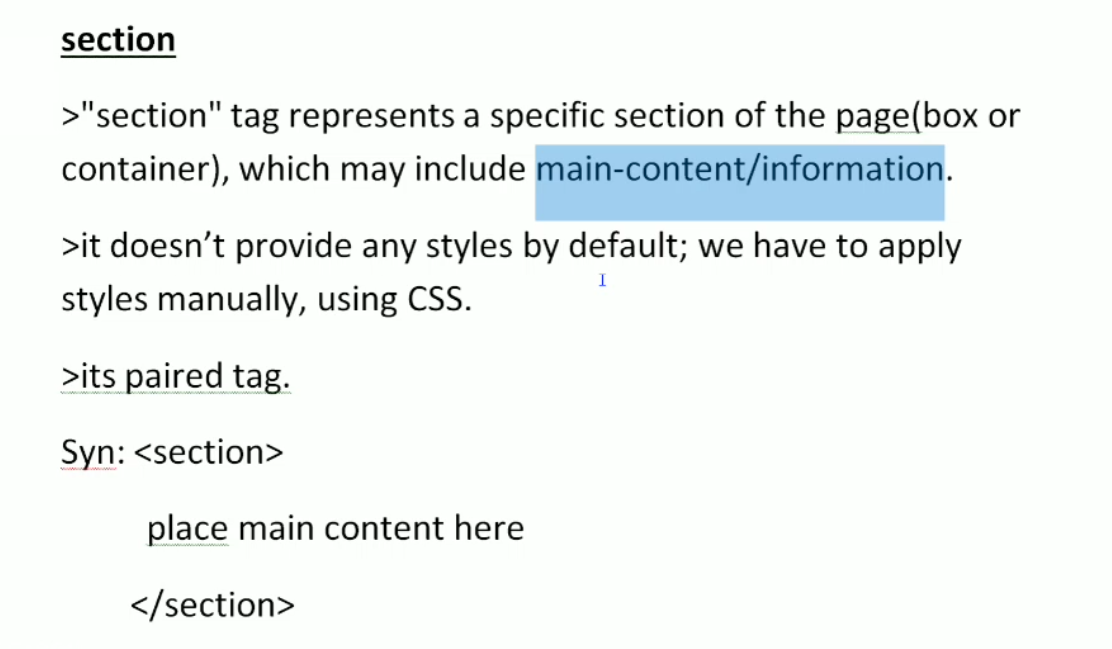 section
>"section" tag represents a specific section of the page(box or
container), which may include main-content/information.
>it doesn’t provide any styles by default; we have to apply
styles manually, using CSS.
>its paired tag.
Syn: <section>
place main content here
</section>